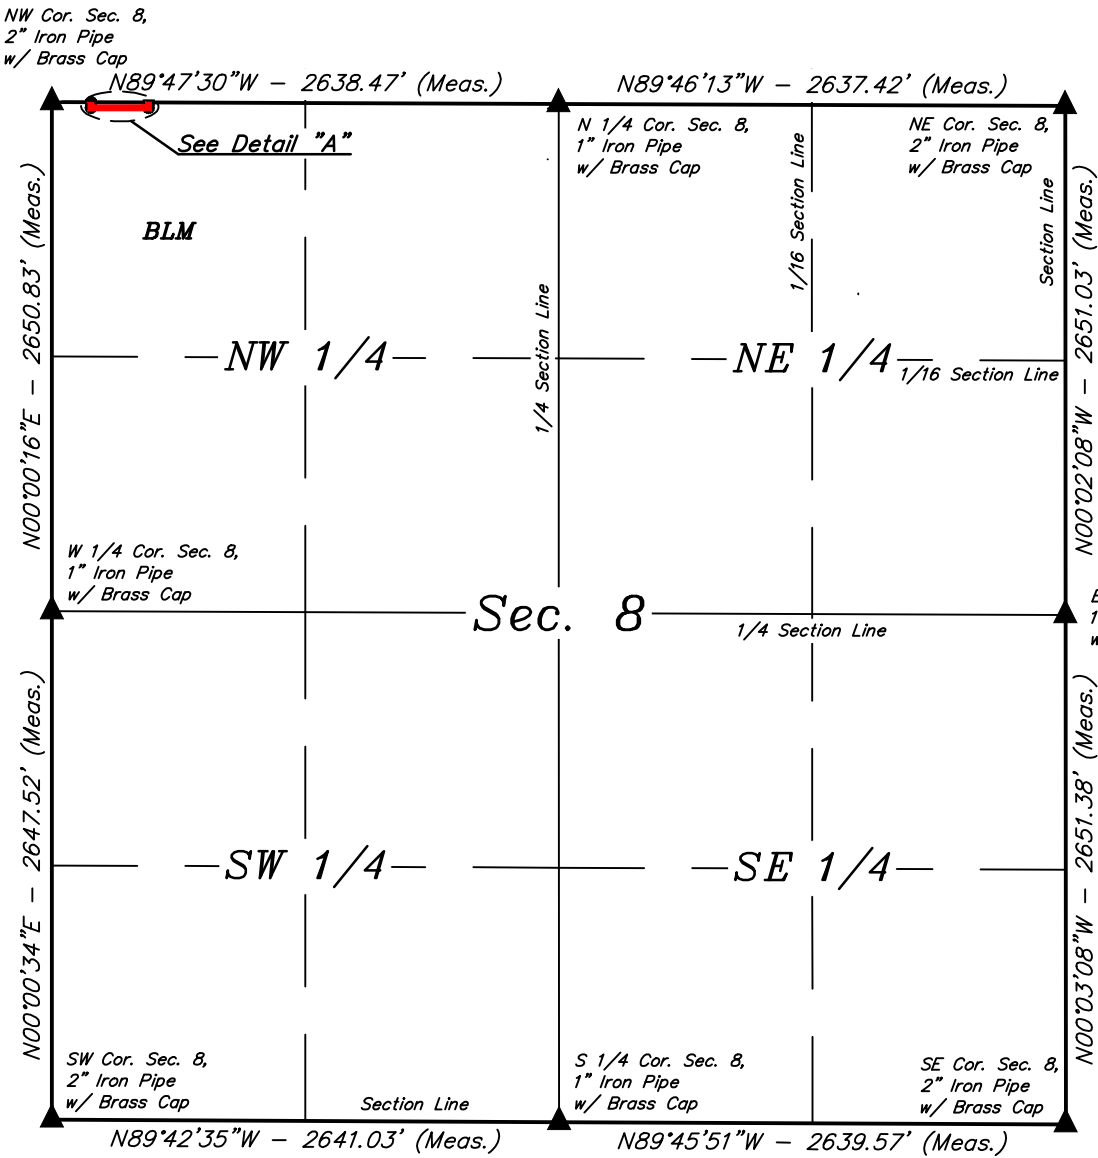 NW Cor. Sec. 8,
2" Iron Pipe
w/ Brass Cap
N89°47'30"W - 2638.47' (Meas.)
N89°46'13"W - 2637.42' (Meas.)
See Detail "A"
N 1/4 Cor. Sec. 8,
1" Iron Pipe
w/ Brass Cap
NE Cor. Sec. 8,
2" Iron Pipe
w/ Brass Cap
1/16 Section Line
Section Line
BLM
N00°00'16"E - 2650.83' (Meas.)
1/4 Section Line
N00°02'08"W - 2651.03' (Meas.)
NW 1/4
NE 1/4
1/16 Section Line
W 1/4 Cor. Sec. 8,
1" Iron Pipe
w/ Brass Cap
Sec. 8
1/4 Section Line
1
w
N00°00'34"E - 2647.52' (Meas.)
N00°03'08"W - 2651.38' (Meas.)
SW 1/4
SE 1/4
SW Cor. Sec. 8,
2" Iron Pipe
w/ Brass Cap
Section Line
S 1/4 Cor. Sec. 8,
1" Iron Pipe
w/ Brass Cap
SE Cor. Sec. 8,
2" Iron Pipe
w/ Brass Cap
N89°42'35"W - 2641.03' (Meas.)
N89°45'51"W - 2639.57' (Meas.)